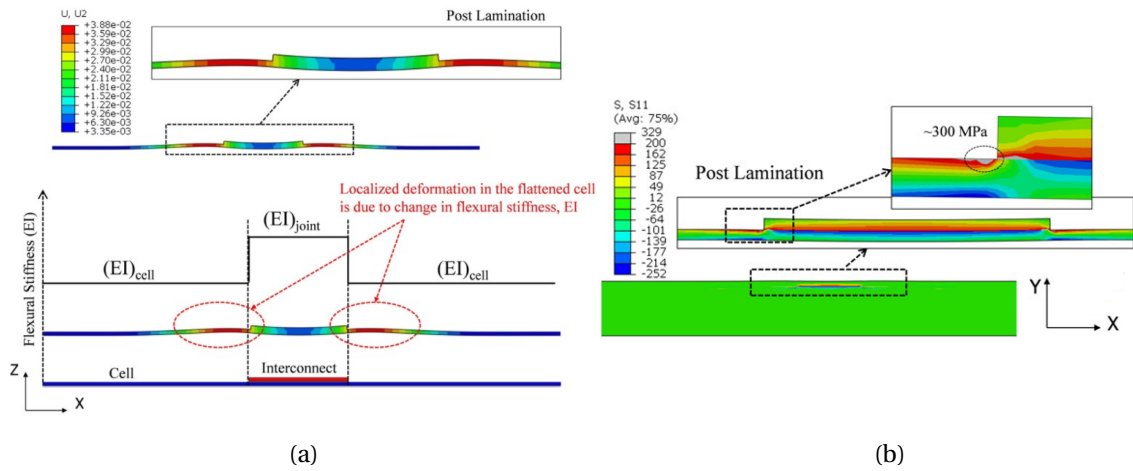 U, U2
+3.88e-02
+3.59e-02
+3.29e-02
+2.99e-02
+2.70e-02
+2.40e-02
+2.11e-02
+1.81e-02
+1.52e-02
+1.22e-02
+9.26e-03
+6.30e-03
+3.35e-03
Post Lamination
Flexural Stiffness (EI)
Localized deformation in the flattened cell
is due to change in flexural stiffness, EI
(EI)joint
(EI)cell
(EI)cell
Cell
Interconnect
Z
X
(a)
S, S11
(Avg: 75%)
329
200
162
125
87
49
12
-26
-64
-101
-139
-177
-214
-252
~300 MPa
Post Lamination
Y
X
(b)